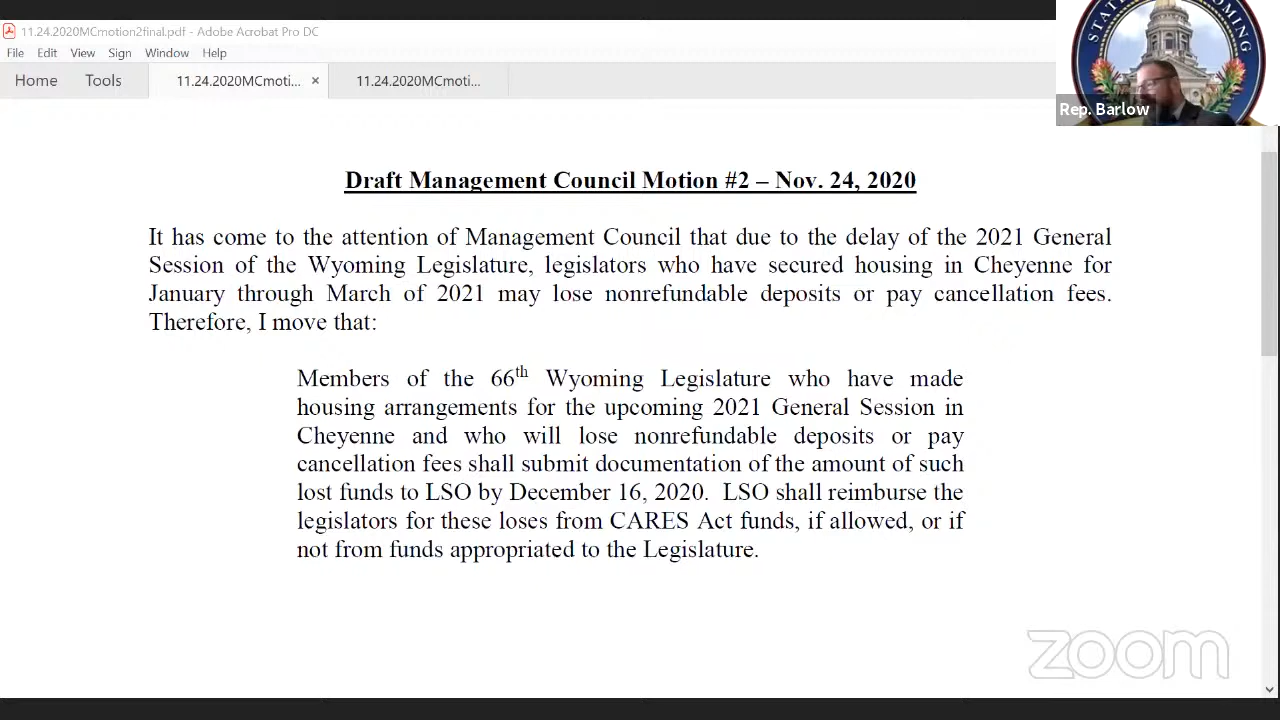 11.24.2020MCmotion2final.pdf - Adobe Acrobat Pro DC
File Edit View Sign Window Help
Home Tools 11.24.2020MCmoti... × 11.24.2020MCmoti...
Rep. Barlow
Draft Management Council Motion #2 – Nov. 24, 2020
It has come to the attention of Management Council that due to the delay of the 2021 General
Session of the Wyoming Legislature, legislators who have secured housing in Cheyenne for
January through March of 2021 may lose nonrefundable deposits or pay cancellation fees.
Therefore, I move that:
Members of the 66th Wyoming Legislature who have made
housing arrangements for the upcoming 2021 General Session in
Cheyenne and who will lose nonrefundable deposits or pay
cancellation fees shall submit documentation of the amount of such
lost funds to LSO by December 16, 2020. LSO shall reimburse the
legislators for these loses from CARES Act funds, if allowed, or if
not from funds appropriated to the Legislature.
zoom